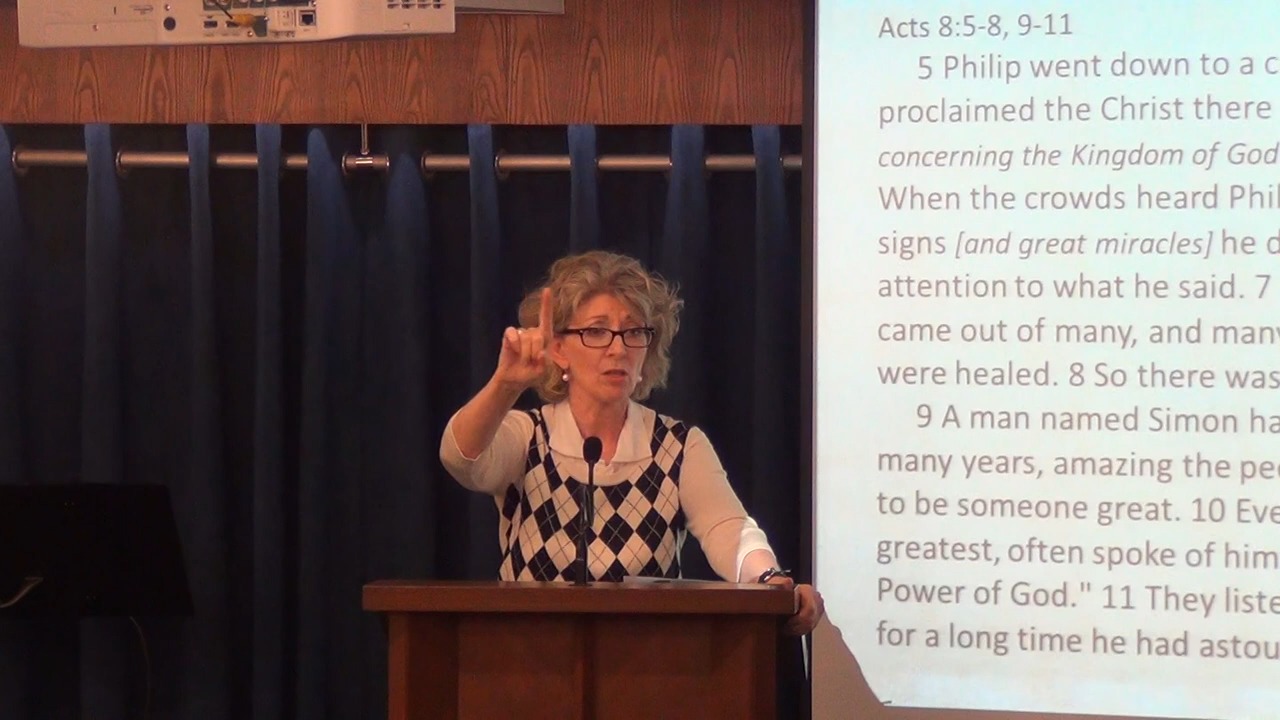 Acts 8:5-8, 9-11
5 Philip went down to a c
proclaimed the Christ there
concerning the Kingdom of God
When the crowds heard Phil
signs [and great miracles] he d
attention to what he said. 7
came out of many, and many
were healed. 8 So there was
9 A man named Simon ha
many years, amazing the pe
to be someone great. 10 Eve
greatest, often spoke of him
Power of God." 11 They liste
for a long time he had astou